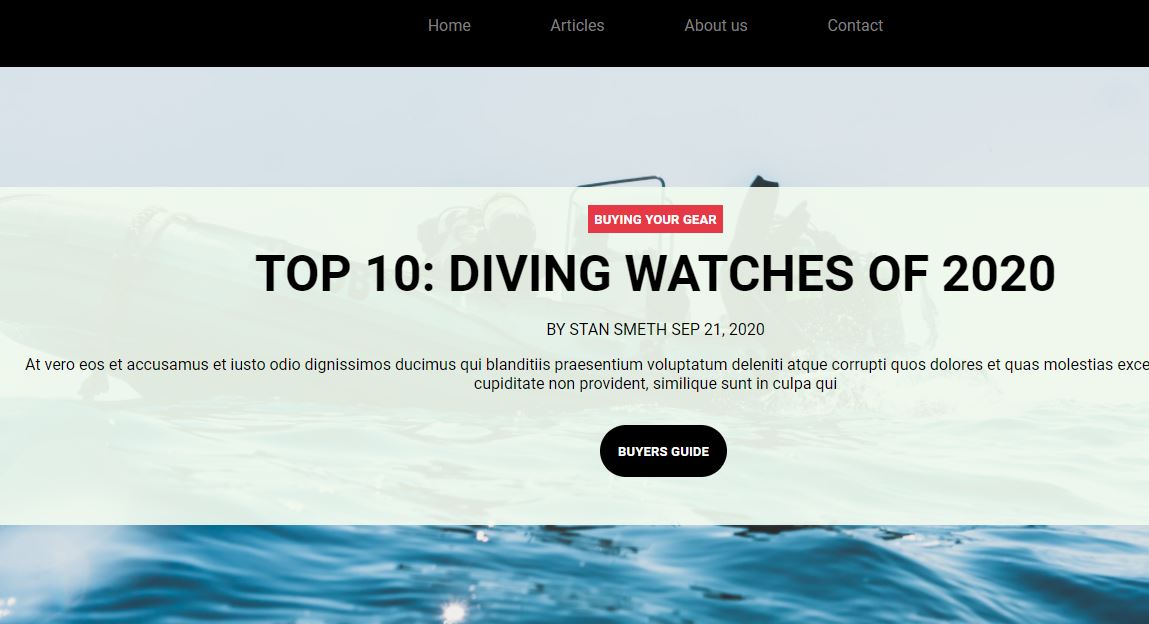 Home Articles About us Contact
BUYING YOUR GEAR
TOP 10: DIVING WATCHES OF 2020
BY STAN SMETH SEP 21, 2020
At vero eos et accusamus et iusto odio dignissimos ducimus qui blanditiis praesentium voluptatum deleniti atque corrupti quos dolores et quas molestias
cupiditate non provident, similique sunt in culpa qui
BUYERS GUIDE